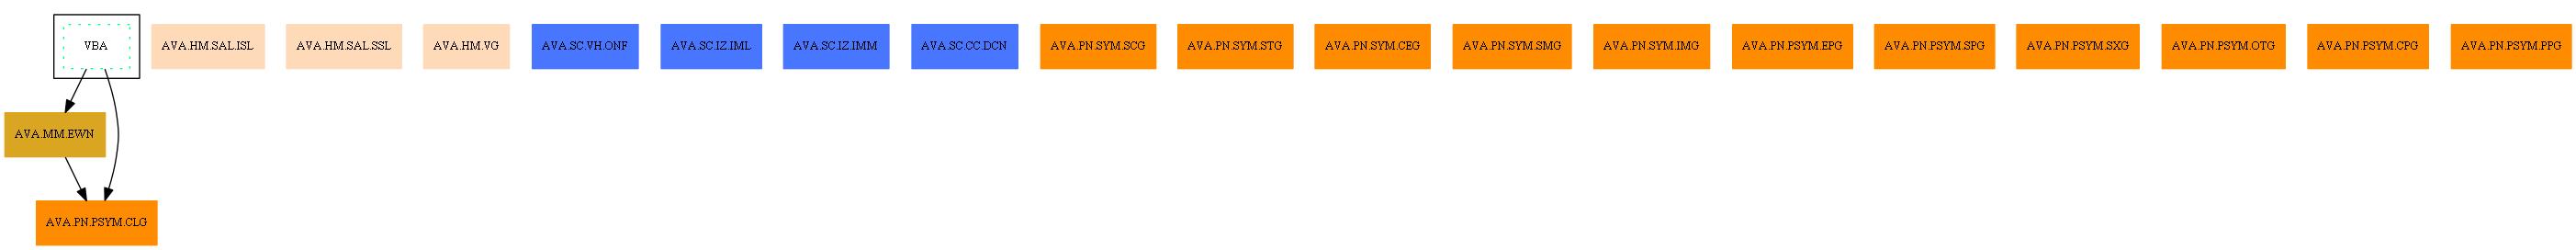 VBA
AVA.HM.SAL.ISL
AVA.HM.SAL.SSL
AVA.HM.VG
AVA.SC.VH.ONF
AVA.SC.IZ.IML
AVA.SC.IZ.IMM
AVA.SC.CC.DCN
AVA.PN.SYM.SCG
AVA.PN.SYM.STG
AVA.PN.SYM.CEG
AVA.PN.SYM.SMG
AVA.PN.SYM.IMG
AVA.PN.PSYM.EPG
AVA.PN.PSYM.SPG
AVA.PN.PSYM.SXG
AVA.PN.PSYM.OTG
AVA.PN.PSYM.CPG
AVA.PN.PSYM.PPG
AVA.MM.EWN
AVA.PN.PSYM.CLG